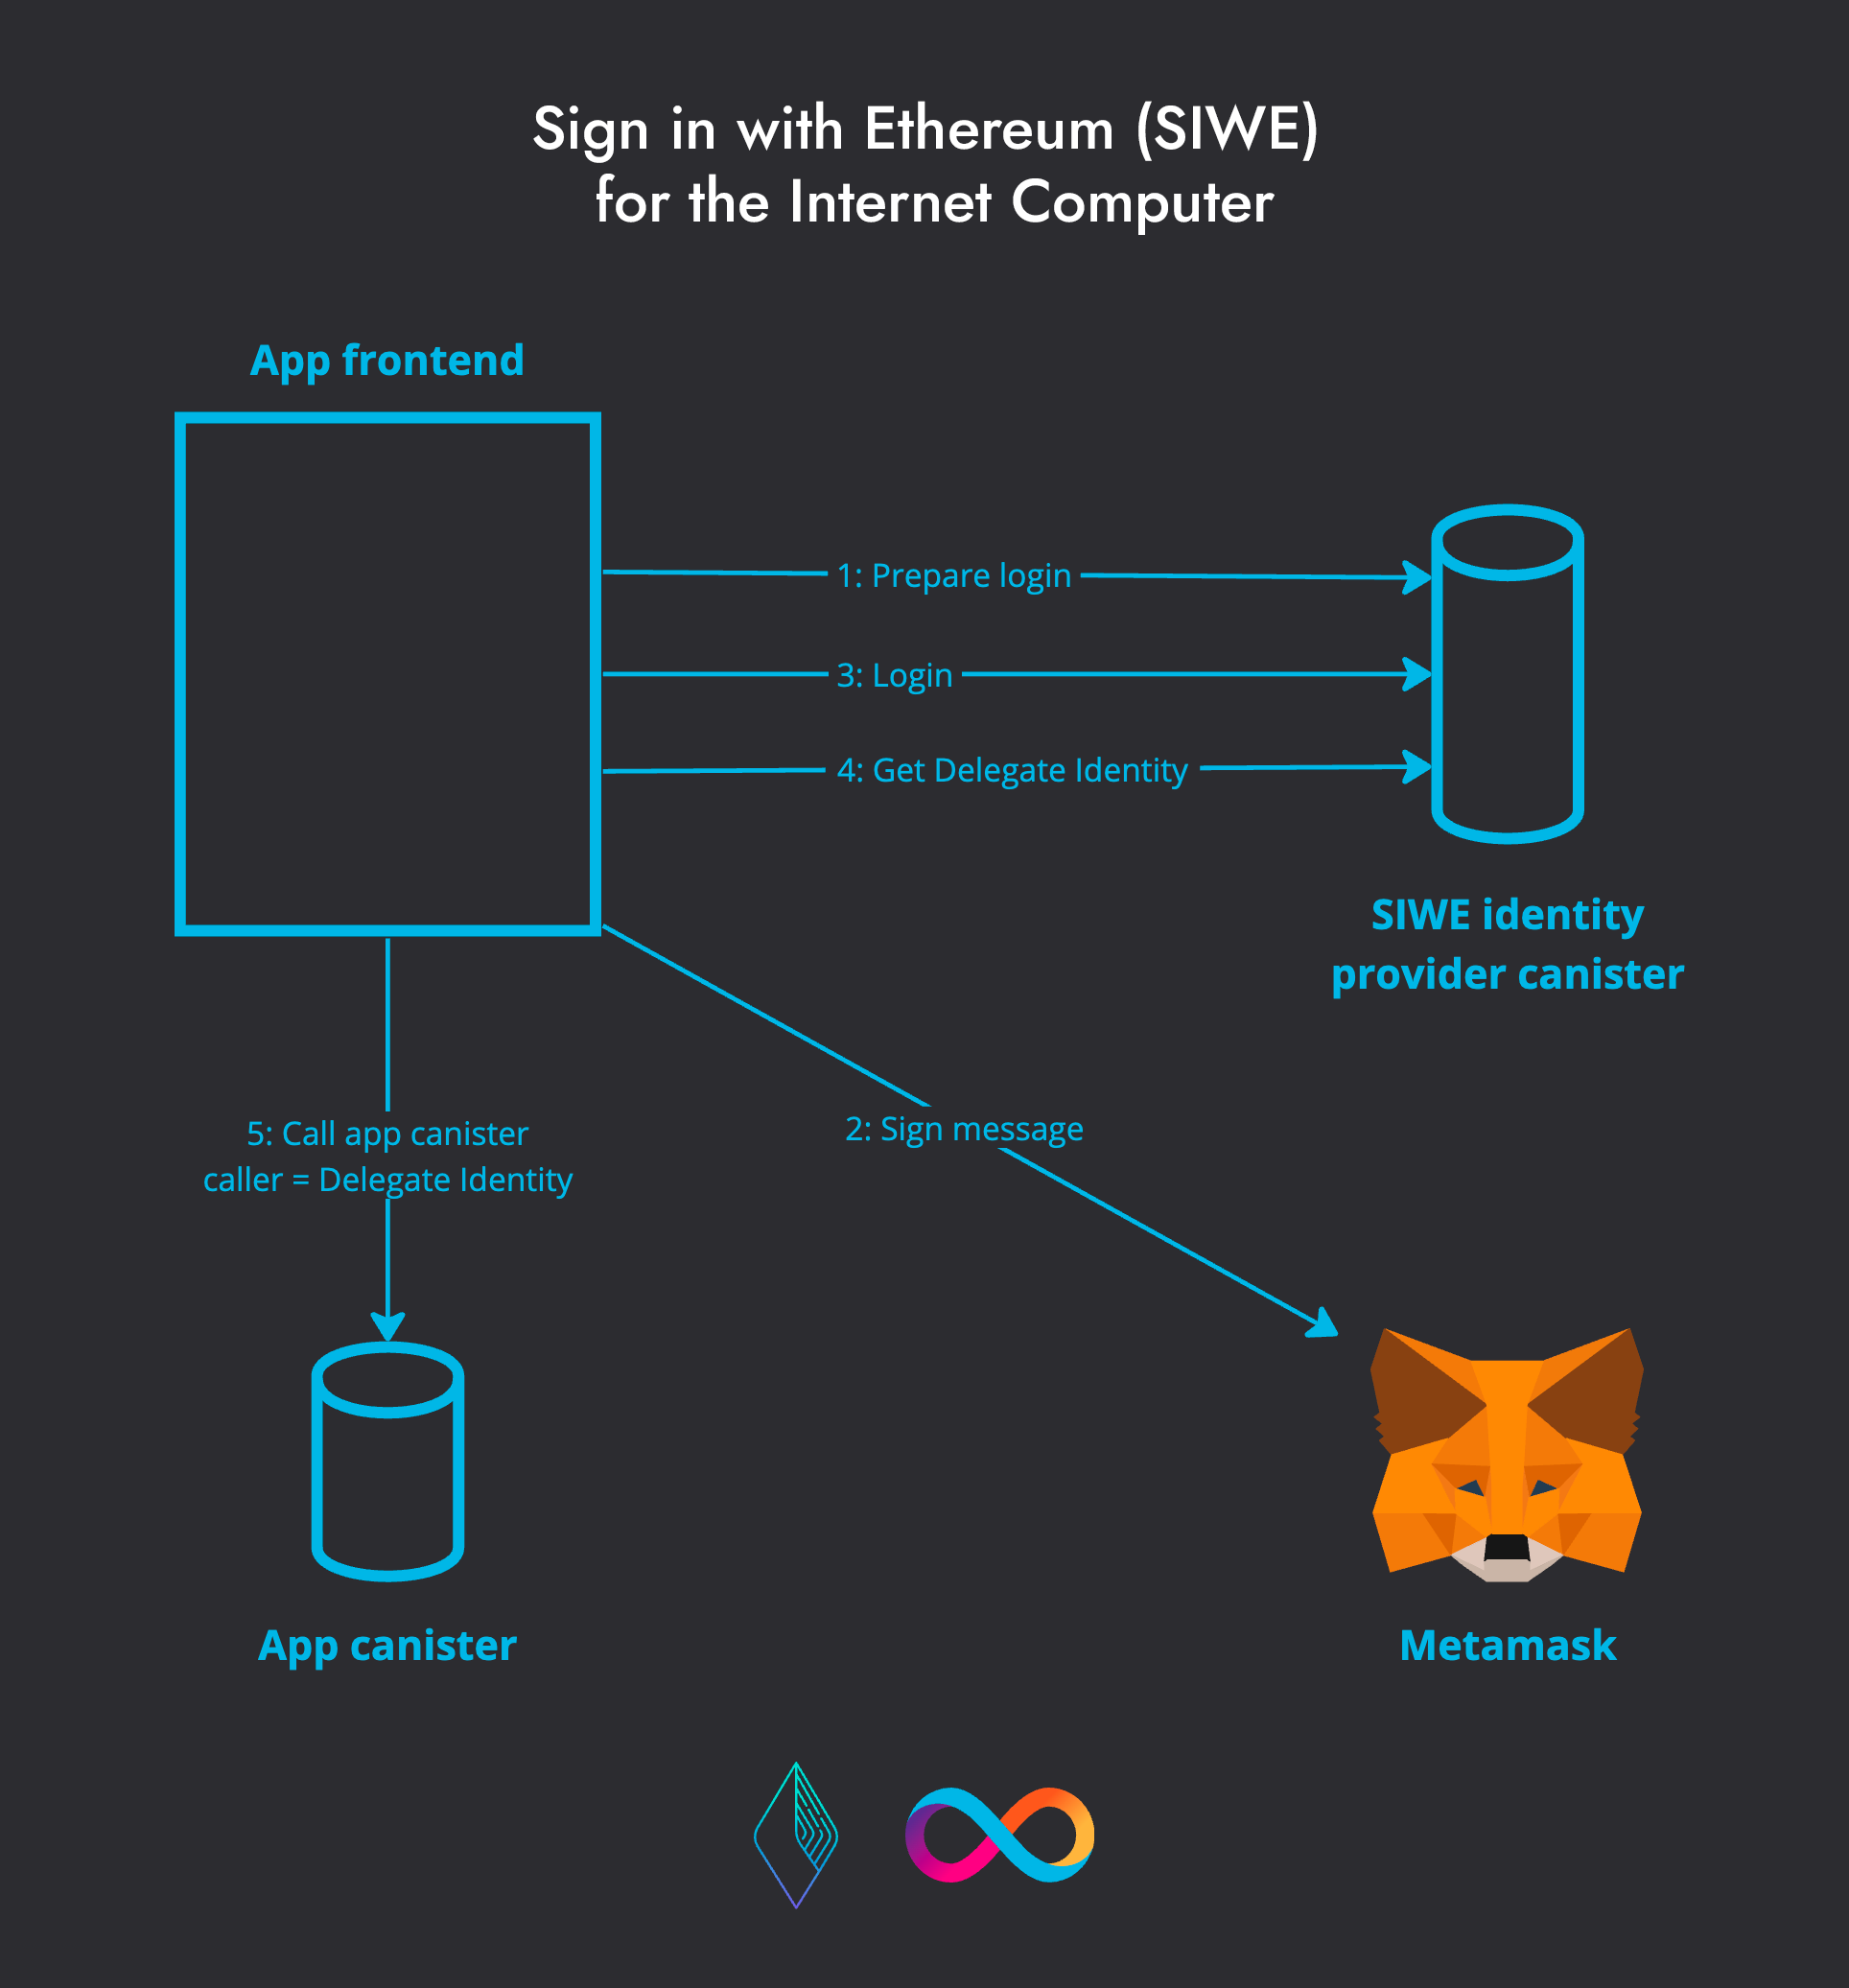 Sign in with Ethereum (SIWE)
for the Internet Computer
App frontend
1: Prepare login
3: Login
4: Get Delegate Identity
SIWE identity
provider canister
5: Call app canister
caller = Delegate Identity
2: Sign message
App canister
Metamask